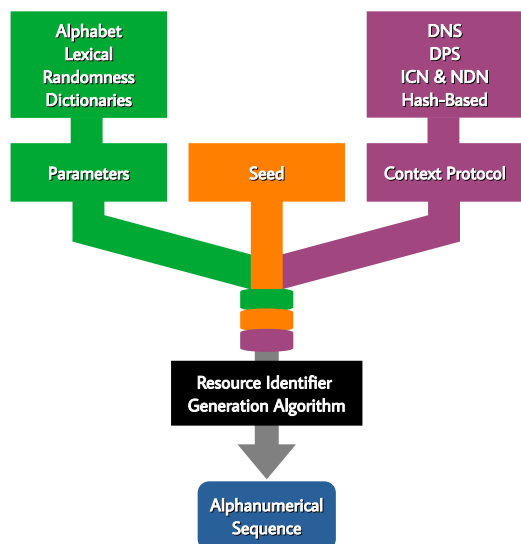 Alphabet
Lexical
Randomness
Dictionaries
DNS
DPS
ICN & NDN
Hash-Based
Parameters
Seed
Context Protocol
Resource Identifier
Generation Algorithm
Alphanumerical
Sequence